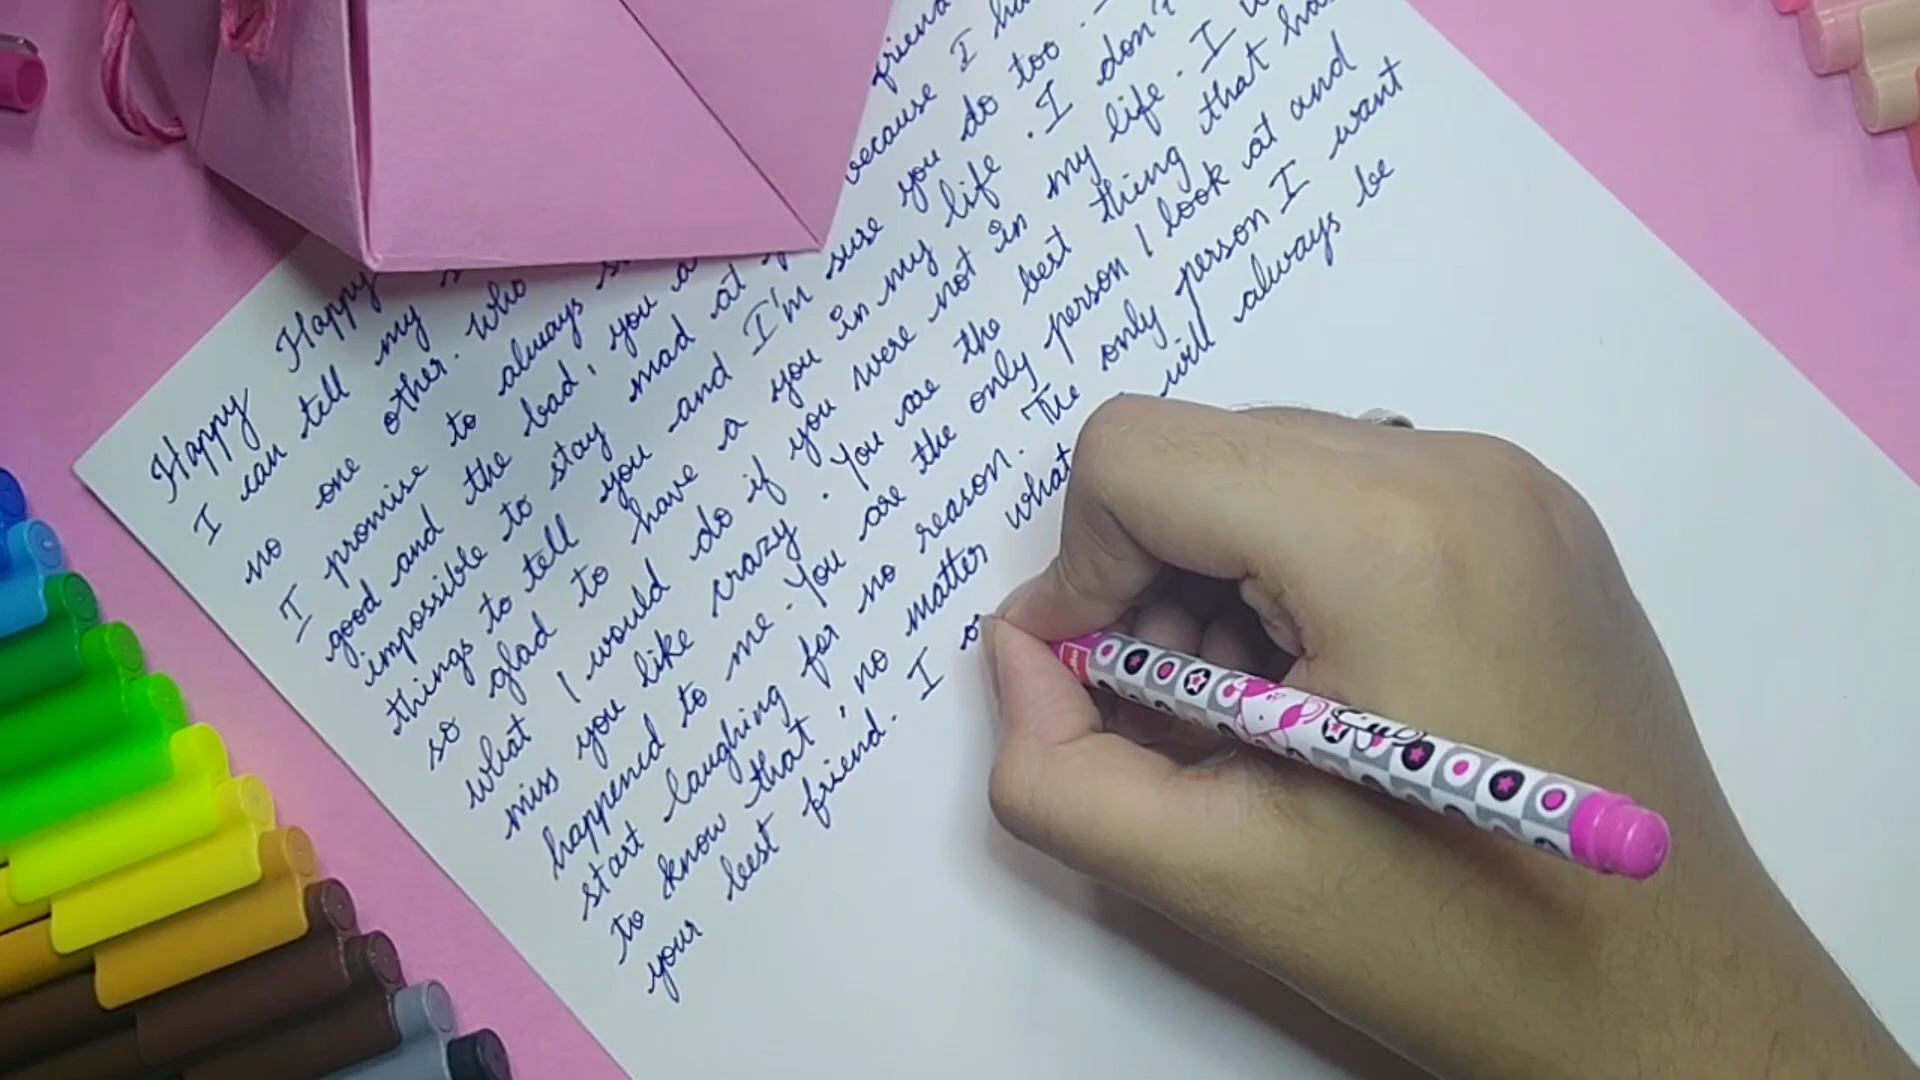 Happy Happy
I can tell my
no one other. Who
I promise to always
good and the bad, you friend
impossible to stay mad at because I
things to tell you and I'm sure you do too.
so glad to have a you in my life. I don't
what I would do if you were not in my life. I
miss you like crazy. You are the best thing that
happened to me. You are the only person I look at and
start laughing for no reason. The only person I want
to know that, no matter what will always be
your best friend. I